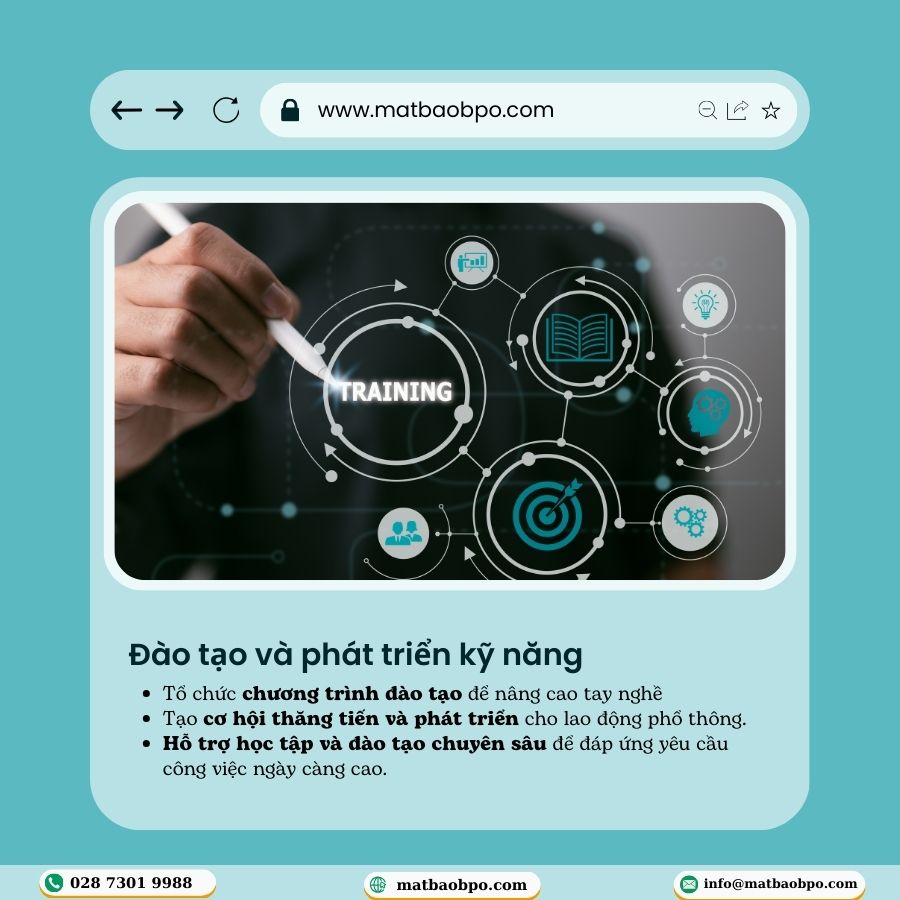 www.matbaobpo.com
TRAINING
Đào tạo và phát triển kỹ năng
Tổ chức chương trình đào tạo để nâng cao tay nghề
Tạo cơ hội thăng tiến và phát triển cho lao động phổ thông.
Hỗ trợ học tập và đào tạo chuyên sâu để đáp ứng yêu cầu
công việc ngày càng cao.
028 7301 9988
matbaobpo.com
info@matbaobpo.com